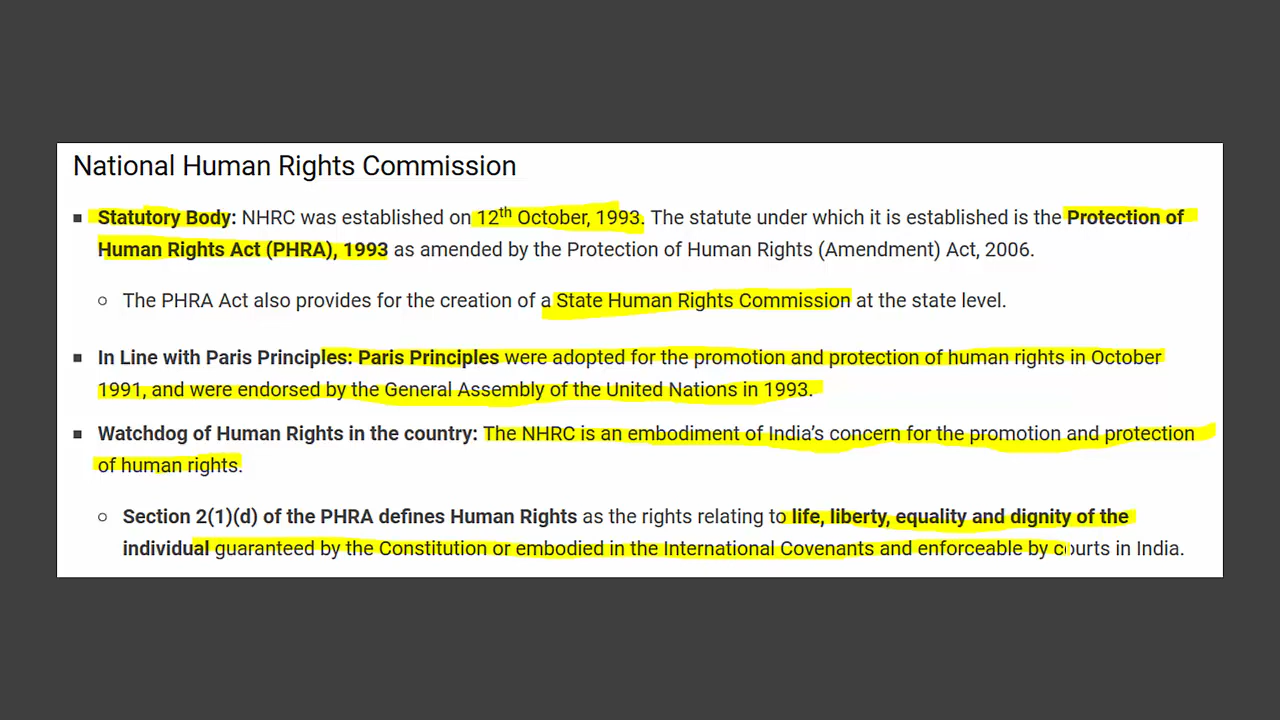 National Human Rights Commission
▪ Statutory Body: NHRC was established on 12th October, 1993. The statute under which it is established is the Protection of
Human Rights Act (PHRA), 1993 as amended by the Protection of Human Rights (Amendment) Act, 2006.
○ The PHRA Act also provides for the creation of a State Human Rights Commission at the state level.
▪ In Line with Paris Principles: Paris Principles were adopted for the promotion and protection of human rights in October
1991, and were endorsed by the General Assembly of the United Nations in 1993.
▪ Watchdog of Human Rights in the country: The NHRC is an embodiment of India’s concern for the promotion and protection
of human rights.
○ Section 2(1)(d) of the PHRA defines Human Rights as the rights relating to life, liberty, equality and dignity of the
individual guaranteed by the Constitution or embodied in the International Covenants and enforceable by courts in India.